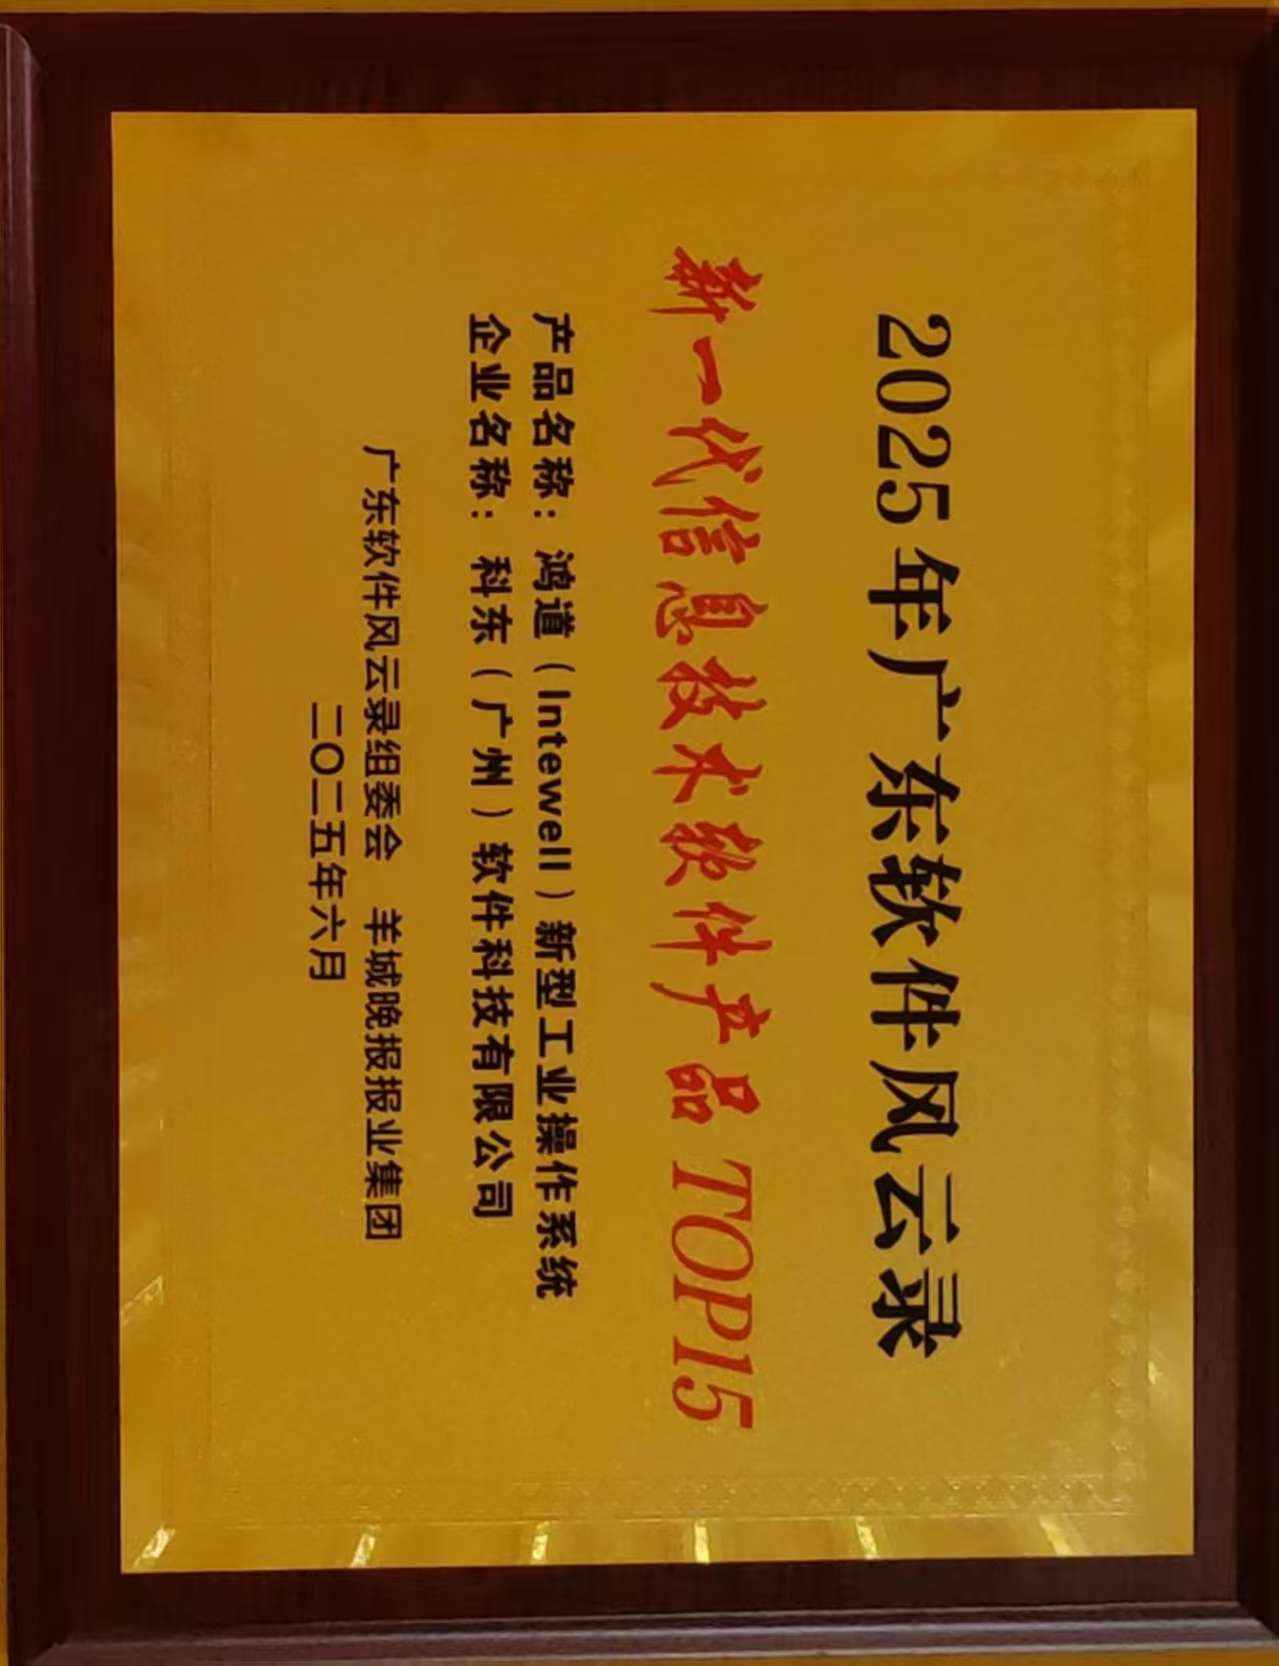 2025年广东软件风云录
新一代信息技术软件产品TOP15
产品名称：鸿道（Intewell）新型工业操作系统
企业名称：科东（广州）软件科技有限公司
广东软件风云录组委会 羊城晚报报业集团
二〇二五年六月